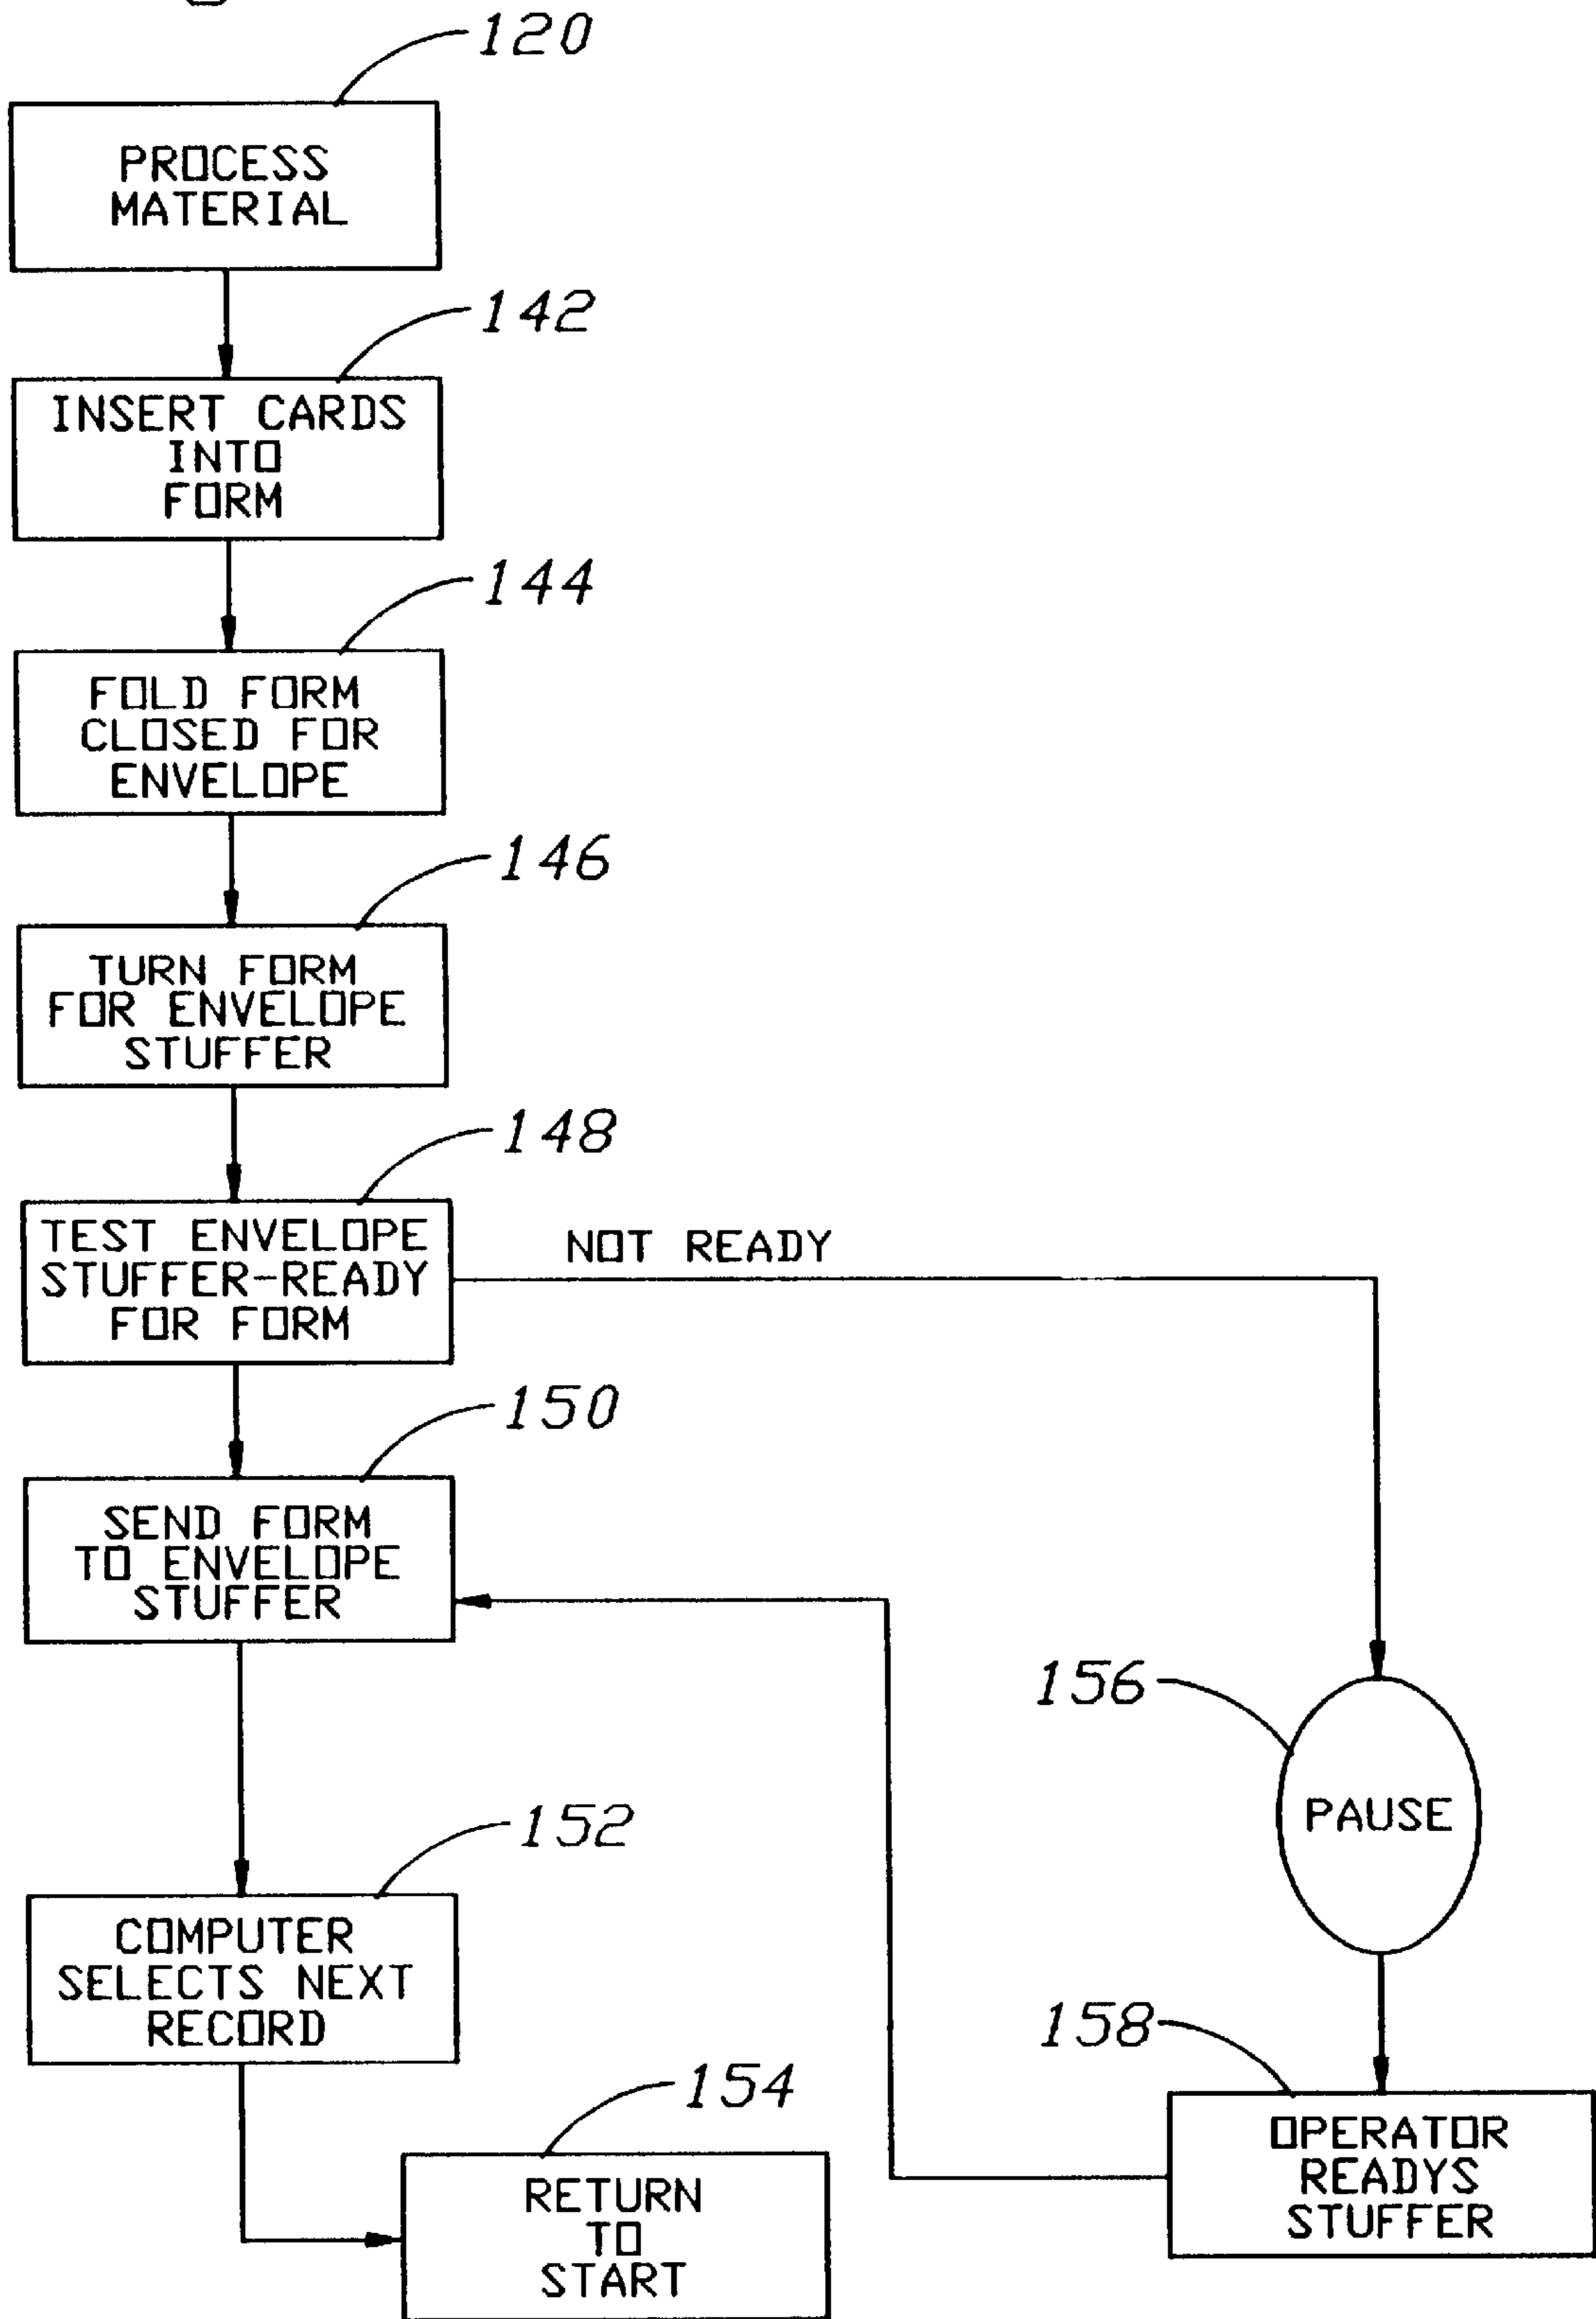 120
PROCESS
MATERIAL
142
INSERT CARDS
INTO
FORM
144
FOLD FORM
CLOSED FOR
ENVELOPE
146
TURN FORM
FOR ENVELOPE
STUFFER
148
TEST ENVELOPE
STUFFER-READY
FOR FORM
NOT READY
150
SEND FORM
TO ENVELOPE
STUFFER
156
PAUSE
152
COMPUTER
SELECTS NEXT
RECORD
158
OPERATOR
READYS
STUFFER
154
RETURN
TO
START